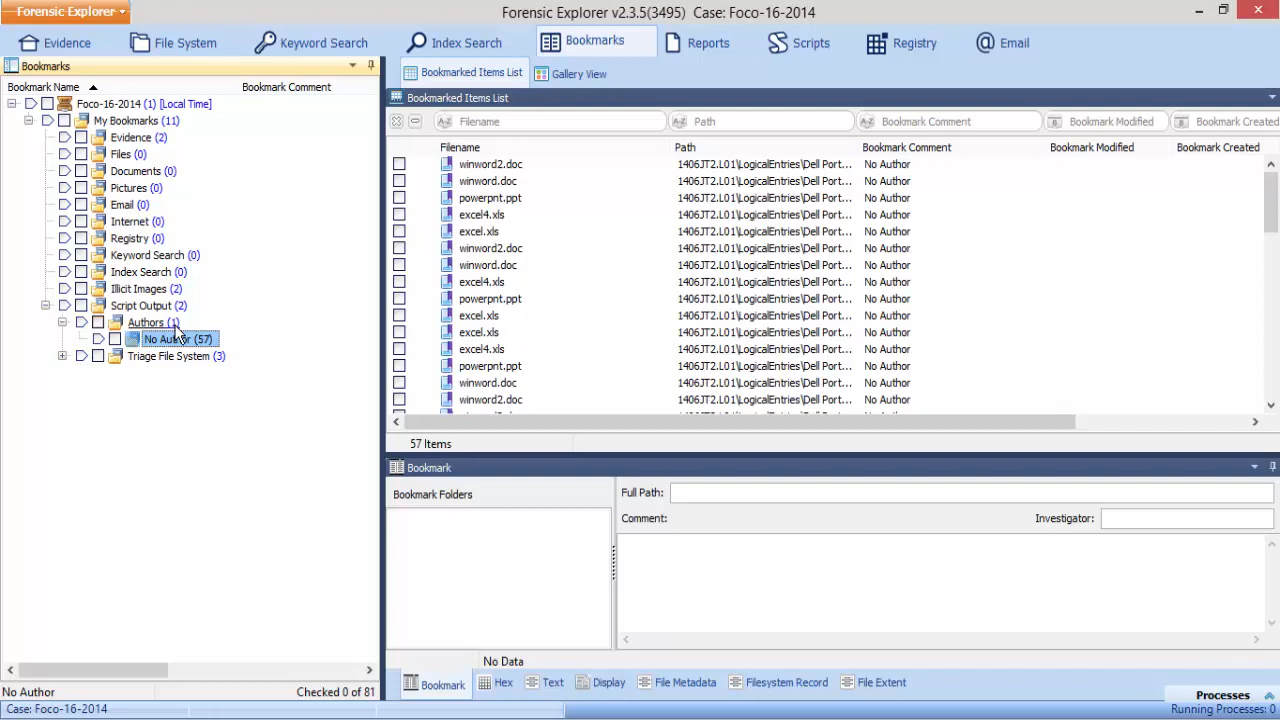 Forensic Explorer
Forensic Explorer v2.3.5(3495) Case: Foco-16-2014
Evidence
File System
Keyword Search
Index Search
Bookmarks
Reports
Scripts
Registry
Email
Bookmarks
Bookmark Name
Bookmark Comment
Foco-16-2014 (1) [Local Time]
My Bookmarks (11)
Evidence (2)
Files (0)
Documents (0)
Pictures (0)
Email (0)
Internet (0)
Registry (0)
Keyword Search (0)
Index Search (0)
Illicit Images (2)
Script Output (2)
Authors (1)
No Author (57)
Triage File System (3)
No Author
Checked 0 of 81
Bookmarked Items List
Gallery View
Bookmarked Items List
Filename Path Bookmark Comment Bookmark Modified Bookmark Created
Filename Path Bookmark Comment Bookmark Modified Bookmark Created
winword2.doc 1406JT2.L01\LogicalEntries\Dell Port... No Author
winword.doc 1406JT2.L01\LogicalEntries\Dell Port... No Author
powerpnt.ppt 1406JT2.L01\LogicalEntries\Dell Port... No Author
excel4.xls 1406JT2.L01\LogicalEntries\Dell Port... No Author
excel.xls 1406JT2.L01\LogicalEntries\Dell Port... No Author
winword2.doc 1406JT2.L01\LogicalEntries\Dell Port... No Author
winword.doc 1406JT2.L01\LogicalEntries\Dell Port... No Author
excel4.xls 1406JT2.L01\LogicalEntries\Dell Port... No Author
powerpnt.ppt 1406JT2.L01\LogicalEntries\Dell Port... No Author
excel.xls 1406JT2.L01\LogicalEntries\Dell Port... No Author
excel.xls 1406JT2.L01\LogicalEntries\Dell Port... No Author
excel4.xls 1406JT2.L01\LogicalEntries\Dell Port... No Author
powerpnt.ppt 1406JT2.L01\LogicalEntries\Dell Port... No Author
winword.doc 1406JT2.L01\LogicalEntries\Dell Port... No Author
winword2.doc 1406JT2.L01\LogicalEntries\Dell Port... No Author
57 Items
Bookmark
Bookmark Folders
Full Path:
Comment:
Investigator:
No Data
Bookmark
Hex
Text
Display
File Metadata
Filesystem Record
File Extent
Processes
Case: Foco-16-2014
Running Processes: 0